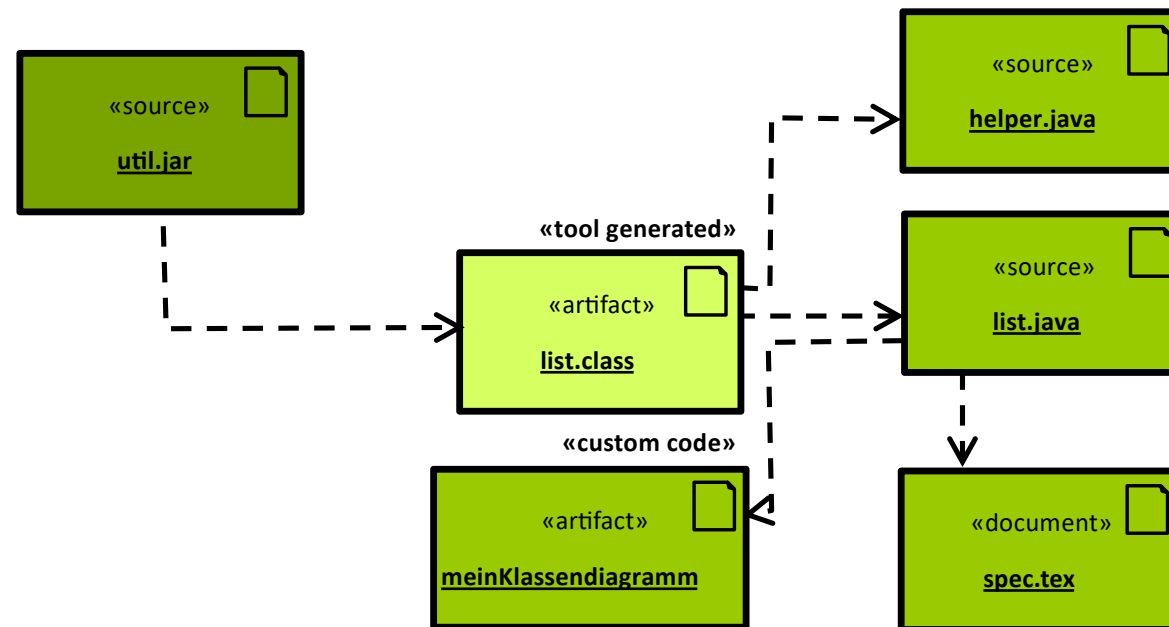 «source»
util.jar
«source»
helper.java
«tool generated»
«artifact»
list.class
«source»
list.java
«custom code»
«artifact»
meinKlassendiagramm
«document»
spec.tex